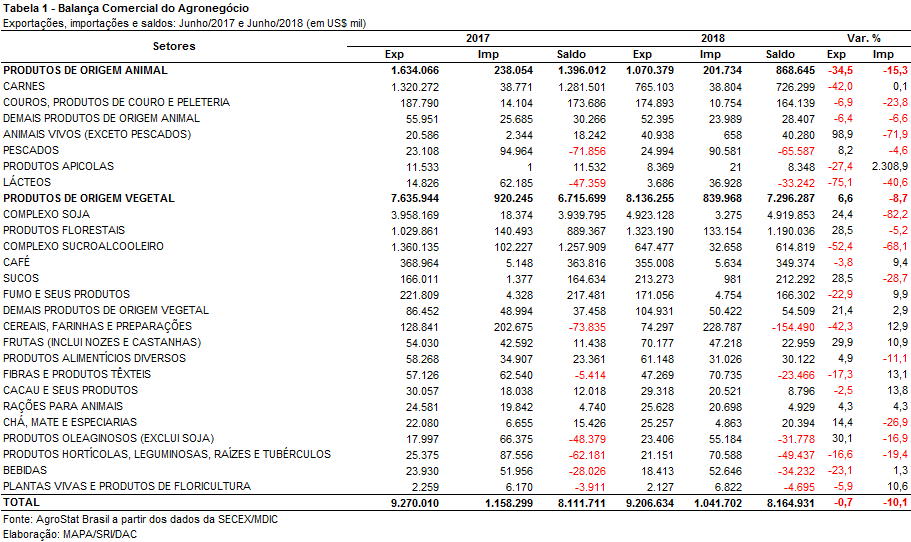 Tabela 1 - Balança Comercial do Agronegócio
Exportações, importações e saldos: Junho/2017 e Junho/2018 (em US$ mil)
Setores 2017 2018 Var. %
Exp Imp Saldo Exp Imp Saldo Exp Imp
PRODUTOS DE ORIGEM ANIMAL 1.634.066 238.054 1.396.012 1.070.379 201.734 868.645 -34,5 -15,3
CARNES 1.320.272 38.771 1.281.501 765.103 38.804 726.299 -42,0 0,1
COUROS, PRODUTOS DE COURO E PELETERIA 187.790 14.104 173.686 174.893 10.754 164.139 -6,9 -23,8
DEMAIS PRODUTOS DE ORIGEM ANIMAL 55.951 25.685 30.266 52.395 23.989 28.407 -6,4 -6,6
ANIMAIS VIVOS (EXCETO PESCADOS) 20.586 2.344 18.242 40.938 658 40.280 98,9 -71,9
PESCADOS 23.108 94.964 -71.856 24.994 90.581 -65.587 8,2 -4,6
PRODUTOS APICOLAS 11.533 1 11.532 8.369 21 8.348 -27,4 2.308,9
LÁCTEOS 14.826 62.185 -47.359 3.686 36.928 -33.242 -75,1 -40,6
PRODUTOS DE ORIGEM VEGETAL 7.635.944 920.245 6.715.699 8.136.255 839.968 7.296.287 6,6 -8,7
COMPLEXO SOJA 3.958.169 18.374 3.939.795 4.923.128 3.275 4.919.853 24,4 -82,2
PRODUTOS FLORESTAIS 1.029.861 140.493 889.367 1.323.190 133.154 1.190.036 28,5 -5,2
COMPLEXO SUCROALCOOLEIRO 1.360.135 102.227 1.257.909 647.477 32.658 614.819 -52,4 -68,1
CAFÉ 368.964 5.148 363.816 355.008 5.634 349.374 -3,8 9,4
SUCOS 166.011 1.377 164.634 213.273 981 212.292 28,5 -28,7
FUMO E SEUS PRODUTOS 221.809 4.328 217.481 171.056 4.754 166.302 -22,9 9,9
DEMAIS PRODUTOS DE ORIGEM VEGETAL 86.452 48.994 37.458 104.931 50.422 54.509 21,4 2,9
CEREAIS, FARINHAS E PREPARAÇÕES 128.841 202.675 -73.835 74.297 228.787 -154.490 -42,3 12,9
FRUTAS (INCLUI NOZES E CASTANHAS) 54.030 42.592 11.438 70.177 47.218 22.959 29,9 10,9
PRODUTOS ALIMENTÍCIOS DIVERSOS 58.268 34.907 23.361 61.148 31.026 30.122 4,9 -11,1
FIBRAS E PRODUTOS TÊXTEIS 57.126 62.540 -5.414 47.269 70.735 -23.466 -17,3 13,1
CACAU E SEUS PRODUTOS 30.057 18.038 12.018 29.318 20.521 8.796 -2,5 13,8
RAÇÕES PARA ANIMAIS 24.581 19.842 4.740 25.628 20.698 4.929 4,3 4,3
CHÁ, MATE E ESPECIARIAS 22.080 6.655 15.426 25.257 4.863 20.394 14,4 -26,9
PRODUTOS OLEAGINOSOS (EXCLUI SOJA) 17.997 66.375 -48.379 23.406 55.184 -31.778 30,1 -16,9
PRODUTOS HORTÍCOLAS, LEGUMINOSAS, RAÍZES E TUBÉRCULOS 25.375 87.556 -62.181 21.151 70.588 -49.437 -16,6 -19,4
BEBIDAS 23.930 51.956 -28.026 18.413 52.646 -34.232 -23,1 1,3
PLANTAS VIVAS E PRODUTOS DE FLORICULTURA 2.259 6.170 -3.911 2.127 6.822 -4.695 -5,9 10,6
TOTAL 9.270.010 1.158.299 8.111.711 9.206.634 1.041.702 8.164.931 -0,7 -10,1
Fonte: AgroStat Brasil a partir dos dados da SECEX/MDIC
Elaboração: MAPA/SRI/DAC